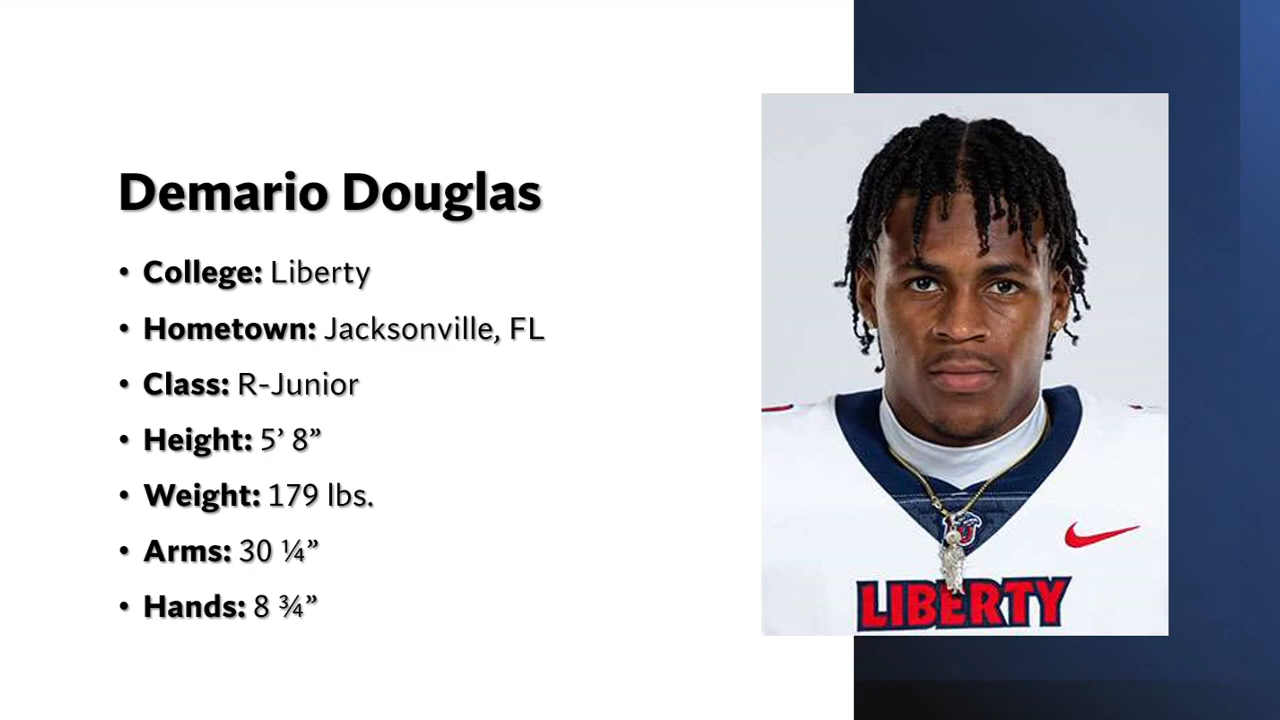 Demario Douglas
• College: Liberty
• Hometown: Jacksonville, FL
• Class: R-Junior
• Height: 5’ 8”
• Weight: 179 lbs.
• Arms: 30 ¼”
• Hands: 8 ¾”
LIBERTY